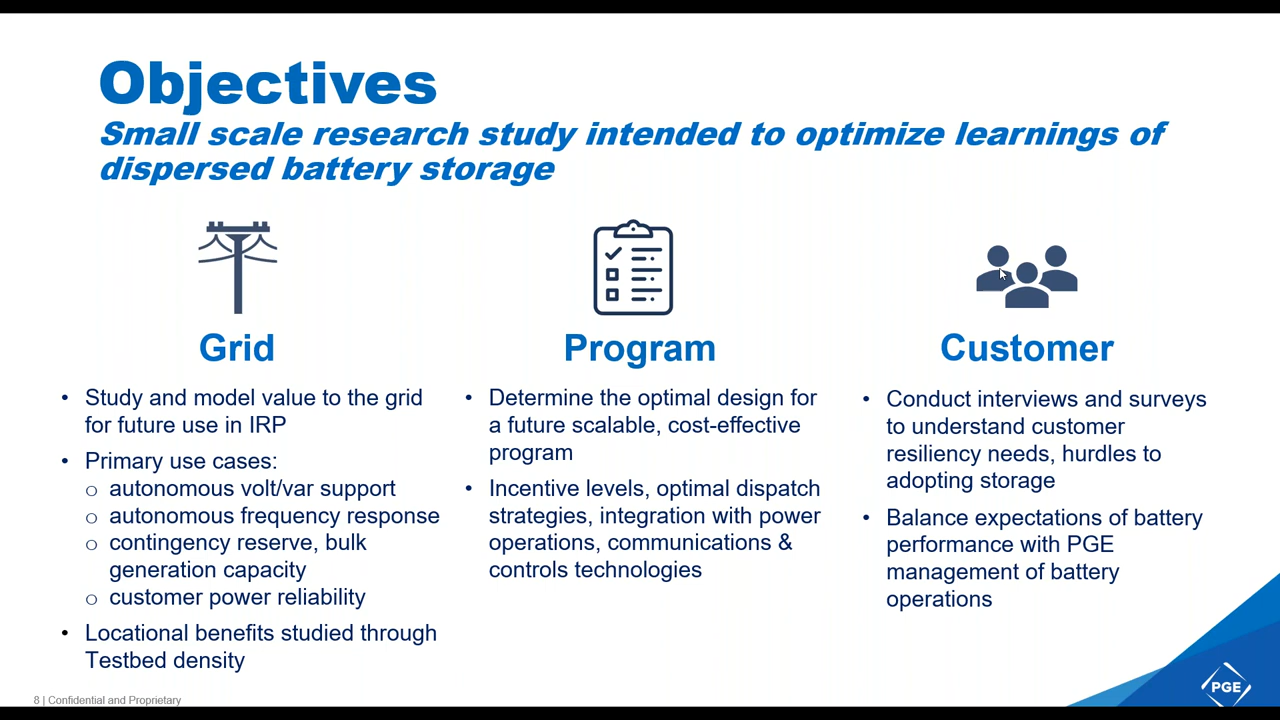 Objectives
Small scale research study intended to optimize learnings of
dispersed battery storage
Grid
• Study and model value to the grid
for future use in IRP
• Primary use cases:
o autonomous volt/var support
o autonomous frequency response
o contingency reserve, bulk
generation capacity
o customer power reliability
• Locational benefits studied through
Testbed density
Program
• Determine the optimal design for
a future scalable, cost-effective
program
• Incentive levels, optimal dispatch
strategies, integration with power
operations, communications &
controls technologies
Customer
• Conduct interviews and surveys
to understand customer
resiliency needs, hurdles to
adopting storage
• Balance expectations of battery
performance with PGE
management of battery
operations
8 | Confidential and Proprietary
PGE